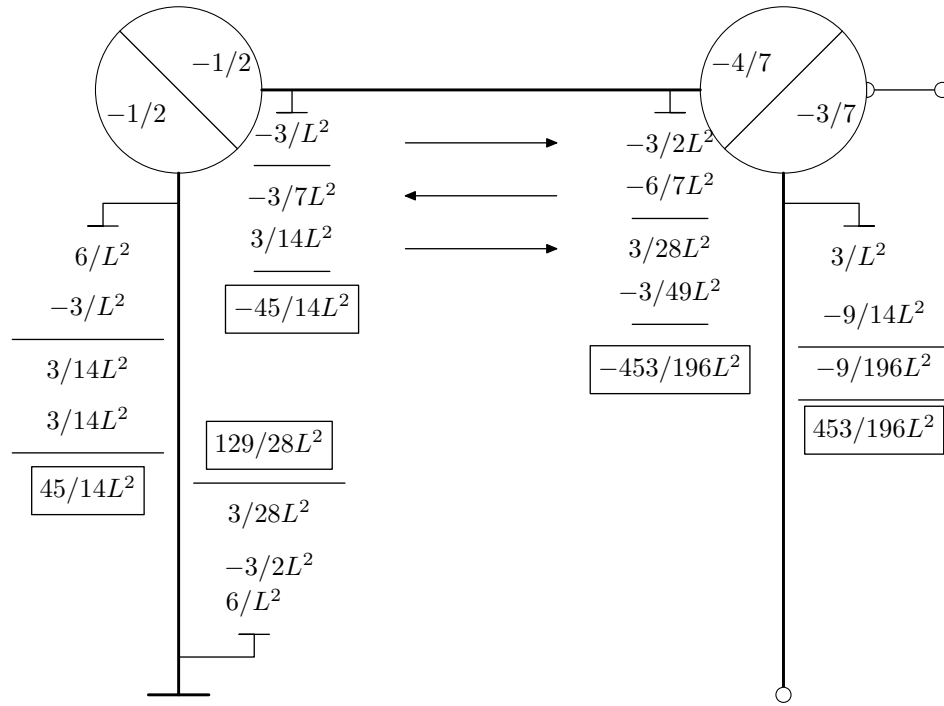 −1/2
−1/2
−4/7
−3/7
−3/L²
−3/7L²
3/14L²
−45/14L²
−3/2L²
−6/7L²
3/28L²
−3/49L²
−453/196L²
6/L²
−3/L²
3/14L²
3/14L²
45/14L²
3/L²
−9/14L²
−9/196L²
453/196L²
129/28L²
3/28L²
−3/2L²
6/L²